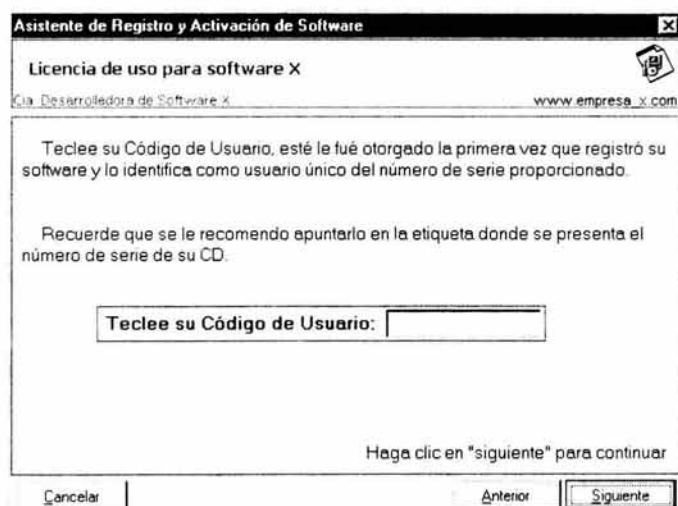 Asistente de Registro y Activación de Software
Licencia de uso para software X
Cia. Desarrolladora de Software X
www.empresa_x.com
Teclee su Código de Usuario, esté le fué otorgado la primera vez que registró su
software y lo identifica como usuario único del número de serie proporcionado.
Recuerde que se le recomendo apuntarlo en la etiqueta donde se presenta el
número de serie de su CD.
Teclee su Código de Usuario:
Haga clic en "siguiente" para continuar
Cancelar
Anterior
Siguiente